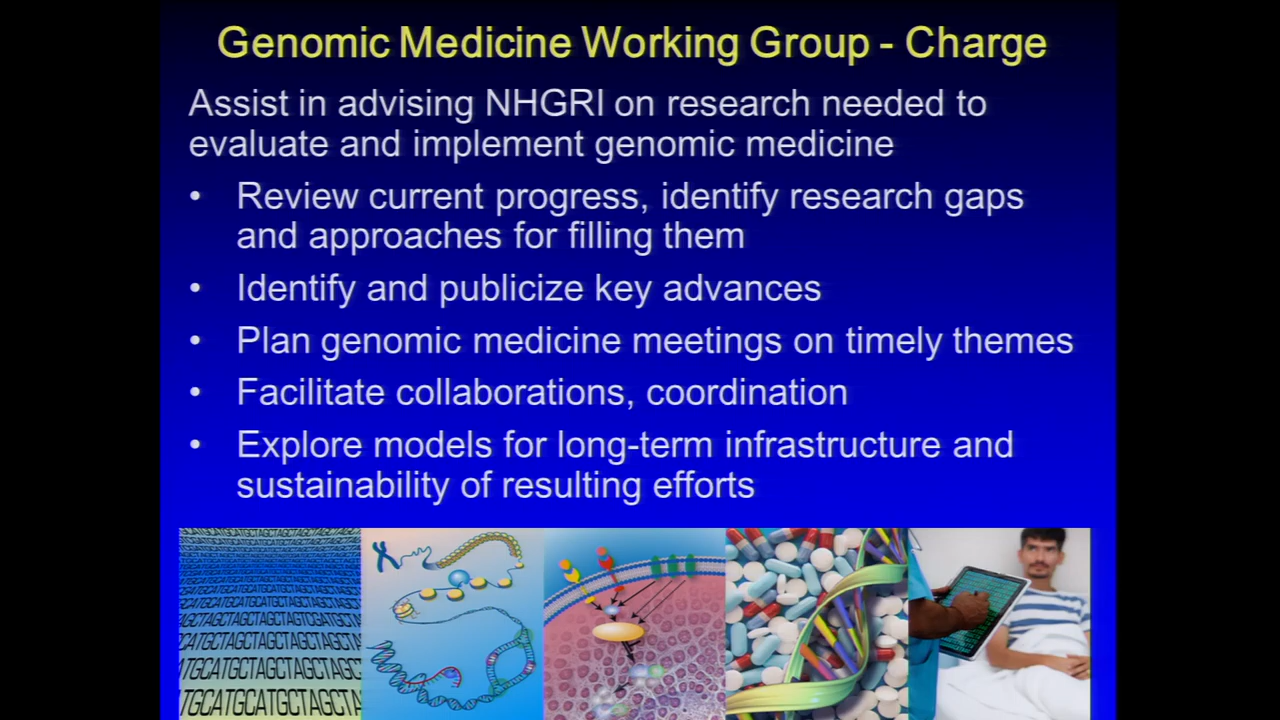 Genomic Medicine Working Group - Charge
Assist in advising NHGRI on research needed to
evaluate and implement genomic medicine
• Review current progress, identify research gaps
and approaches for filling them
• Identify and publicize key advances
• Plan genomic medicine meetings on timely themes
• Facilitate collaborations, coordination
• Explore models for long-term infrastructure and
sustainability of resulting efforts